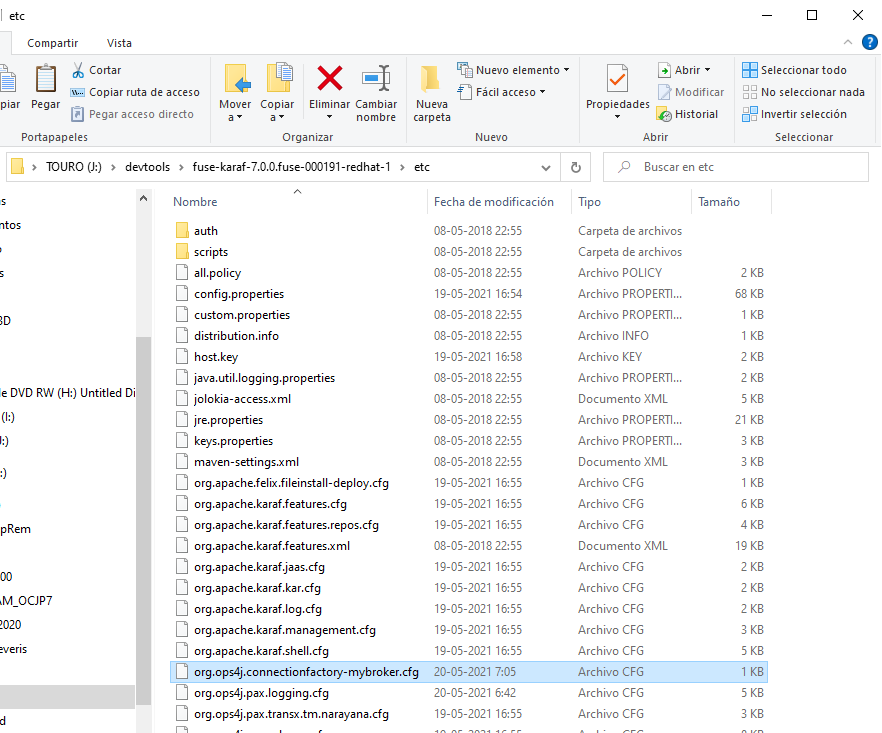 etc
Compartir Vista
Cortar
Copiar ruta de acceso
Pegar acceso directo
Pegar
Portapapeles
Mover a
Copiar a
Eliminar
Cambiar nombre
Organizar
Nueva carpeta
Nuevo elemento
Fácil acceso
Nuevo
Propiedades
Abrir
Modificar
Historial
Abrir
Seleccionar todo
No seleccionar nada
Invertir selección
Seleccionar
TOURO (J:) > devtools > fuse-karaf-7.0.0.fuse-000191-redhat-1 > etc
Buscar en etc
Nombre Fecha de modificación Tipo Tamaño
auth 08-05-2018 22:55 Carpeta de archivos
scripts 08-05-2018 22:55 Carpeta de archivos
all.policy 08-05-2018 22:55 Archivo POLICY 2 KB
config.properties 19-05-2021 16:54 Archivo PROPERTI... 68 KB
custom.properties 08-05-2018 22:55 Archivo PROPERTI... 1 KB
distribution.info 08-05-2018 22:55 Archivo INFO 1 KB
host.key 19-05-2021 16:58 Archivo KEY 2 KB
java.util.logging.properties 08-05-2018 22:55 Archivo PROPERTI... 2 KB
jolokia-access.xml 08-05-2018 22:55 Documento XML 5 KB
jre.properties 08-05-2018 22:55 Archivo PROPERTI... 21 KB
keys.properties 08-05-2018 22:55 Archivo PROPERTI... 3 KB
maven-settings.xml 08-05-2018 22:55 Documento XML 3 KB
org.apache.felix.fileinstall-deploy.cfg 19-05-2021 16:55 Archivo CFG 1 KB
org.apache.karaf.features.cfg 19-05-2021 16:55 Archivo CFG 6 KB
org.apache.karaf.features.repos.cfg 19-05-2021 16:55 Archivo CFG 4 KB
org.apache.karaf.features.xml 08-05-2018 22:55 Documento XML 19 KB
org.apache.karaf.jaas.cfg 19-05-2021 16:55 Archivo CFG 2 KB
org.apache.karaf.kar.cfg 19-05-2021 16:55 Archivo CFG 2 KB
org.apache.karaf.log.cfg 19-05-2021 16:55 Archivo CFG 2 KB
org.apache.karaf.management.cfg 19-05-2021 16:55 Archivo CFG 3 KB
org.apache.karaf.shell.cfg 19-05-2021 16:55 Archivo CFG 5 KB
org.ops4j.connectionfactory-mybroker.cfg 20-05-2021 7:05 Archivo CFG 1 KB
org.ops4j.pax.logging.cfg 20-05-2021 6:42 Archivo CFG 5 KB
org.ops4j.pax.transx.tm.narayana.cfg 19-05-2021 16:55 Archivo CFG 3 KB
le DVD RW (H:) Untitled Di
(I:)
pRem
00
AM_OCJP7
2020
everis